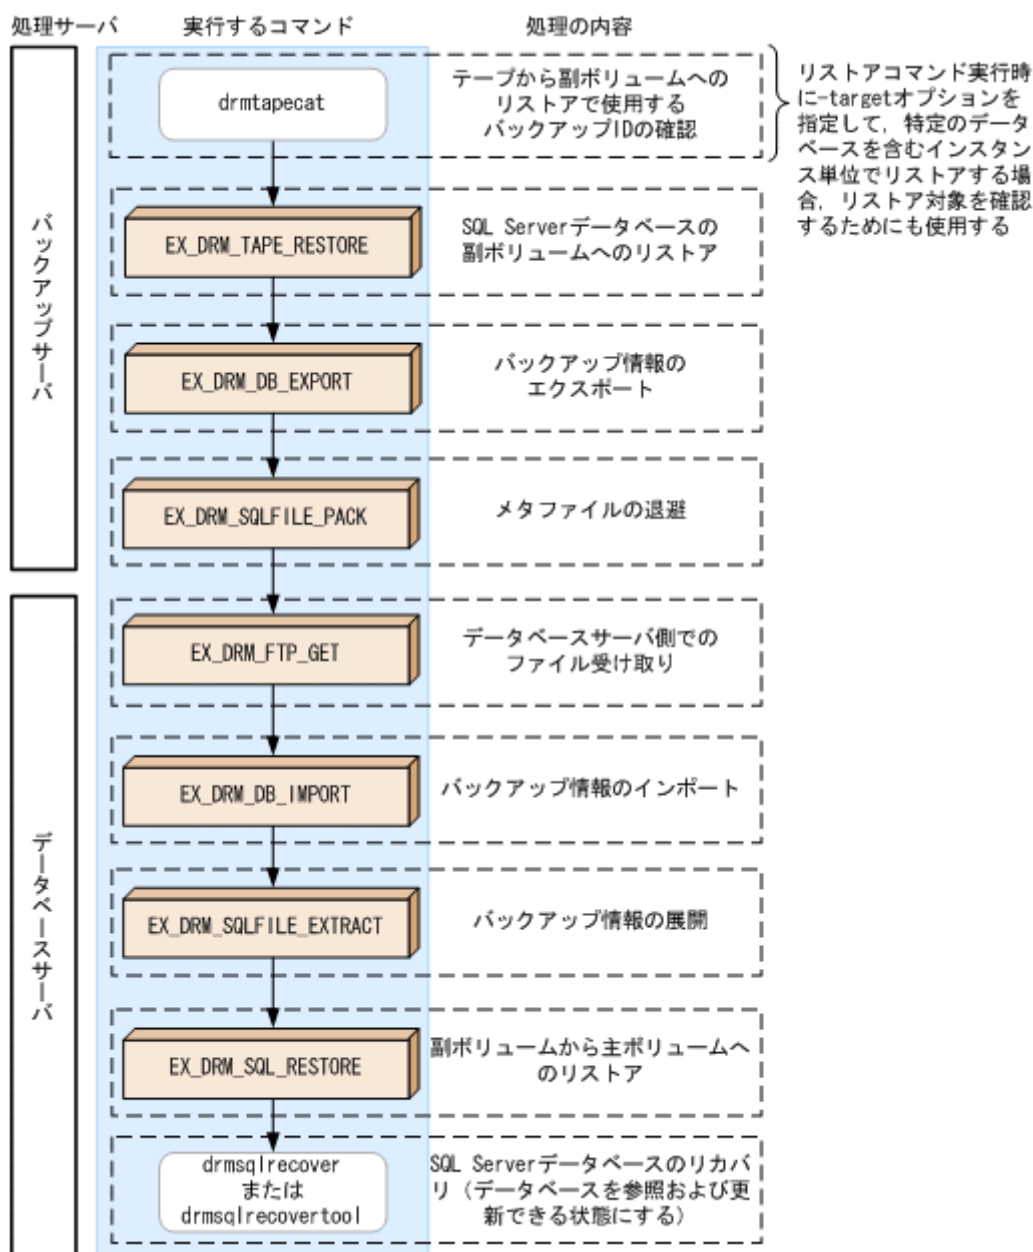 処理サーバ 実行するコマンド 処理の内容
バックアップサーバ
drmtapecat
テープから副ボリュームへの
リストアで使用する
バックアップIDの確認
リストアコマンド実行時
に-targetオプションを
指定して，特定のデータ
ベースを含むインスタン
ス単位でリストアする場
合，リストア対象を確認
するためにも使用する
EX_DRM_TAPE_RESTORE
SQL Serverデータベースの
副ボリュームへのリストア
EX_DRM_DB_EXPORT
バックアップ情報の
エクスポート
EX_DRM_SQLFILE_PACK
メタファイルの退避
データベースサーバ
EX_DRM_FTP_GET
データベースサーバ側での
ファイル受け取り
EX_DRM_DB_IMPORT
バックアップ情報のインポート
EX_DRM_SQLFILE_EXTRACT
バックアップ情報の展開
EX_DRM_SQL_RESTORE
副ボリュームから主ボリュームへ
のリストア
drmsqlrecover
または
drmsqlrecovertool
SQL Serverデータベースのリカバ
リ（データベースを参照および更
新できる状態にする）